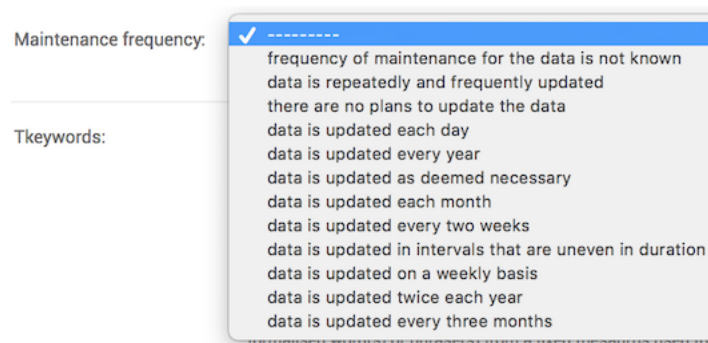 Maintenance frequency:
✓ ---------
frequency of maintenance for the data is not known
data is repeatedly and frequently updated
there are no plans to update the data
Tkeywords:
data is updated each day
data is updated every year
data is updated as deemed necessary
data is updated each month
data is updated every two weeks
data is updated in intervals that are uneven in duration
data is updated on a weekly basis
data is updated twice each year
data is updated every three months